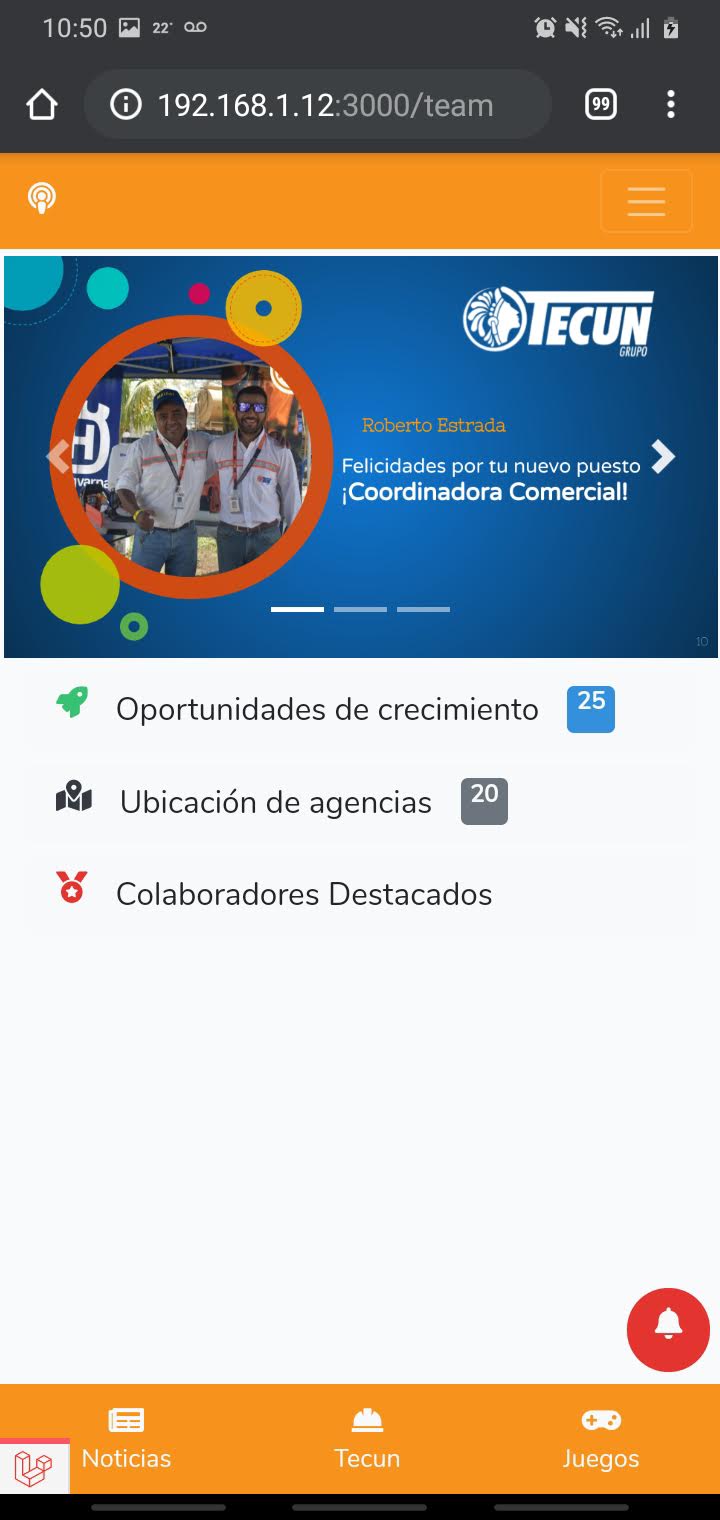 10:50
22°
192.168.1.12:3000/team
99
TECUN
GRUPO
Roberto Estrada
Felicidades por tu nuevo puesto
¡Coordinadora Comercial!
10
Oportunidades de crecimiento 25
Ubicación de agencias 20
Colaboradores Destacados
Noticias
Tecun
Juegos